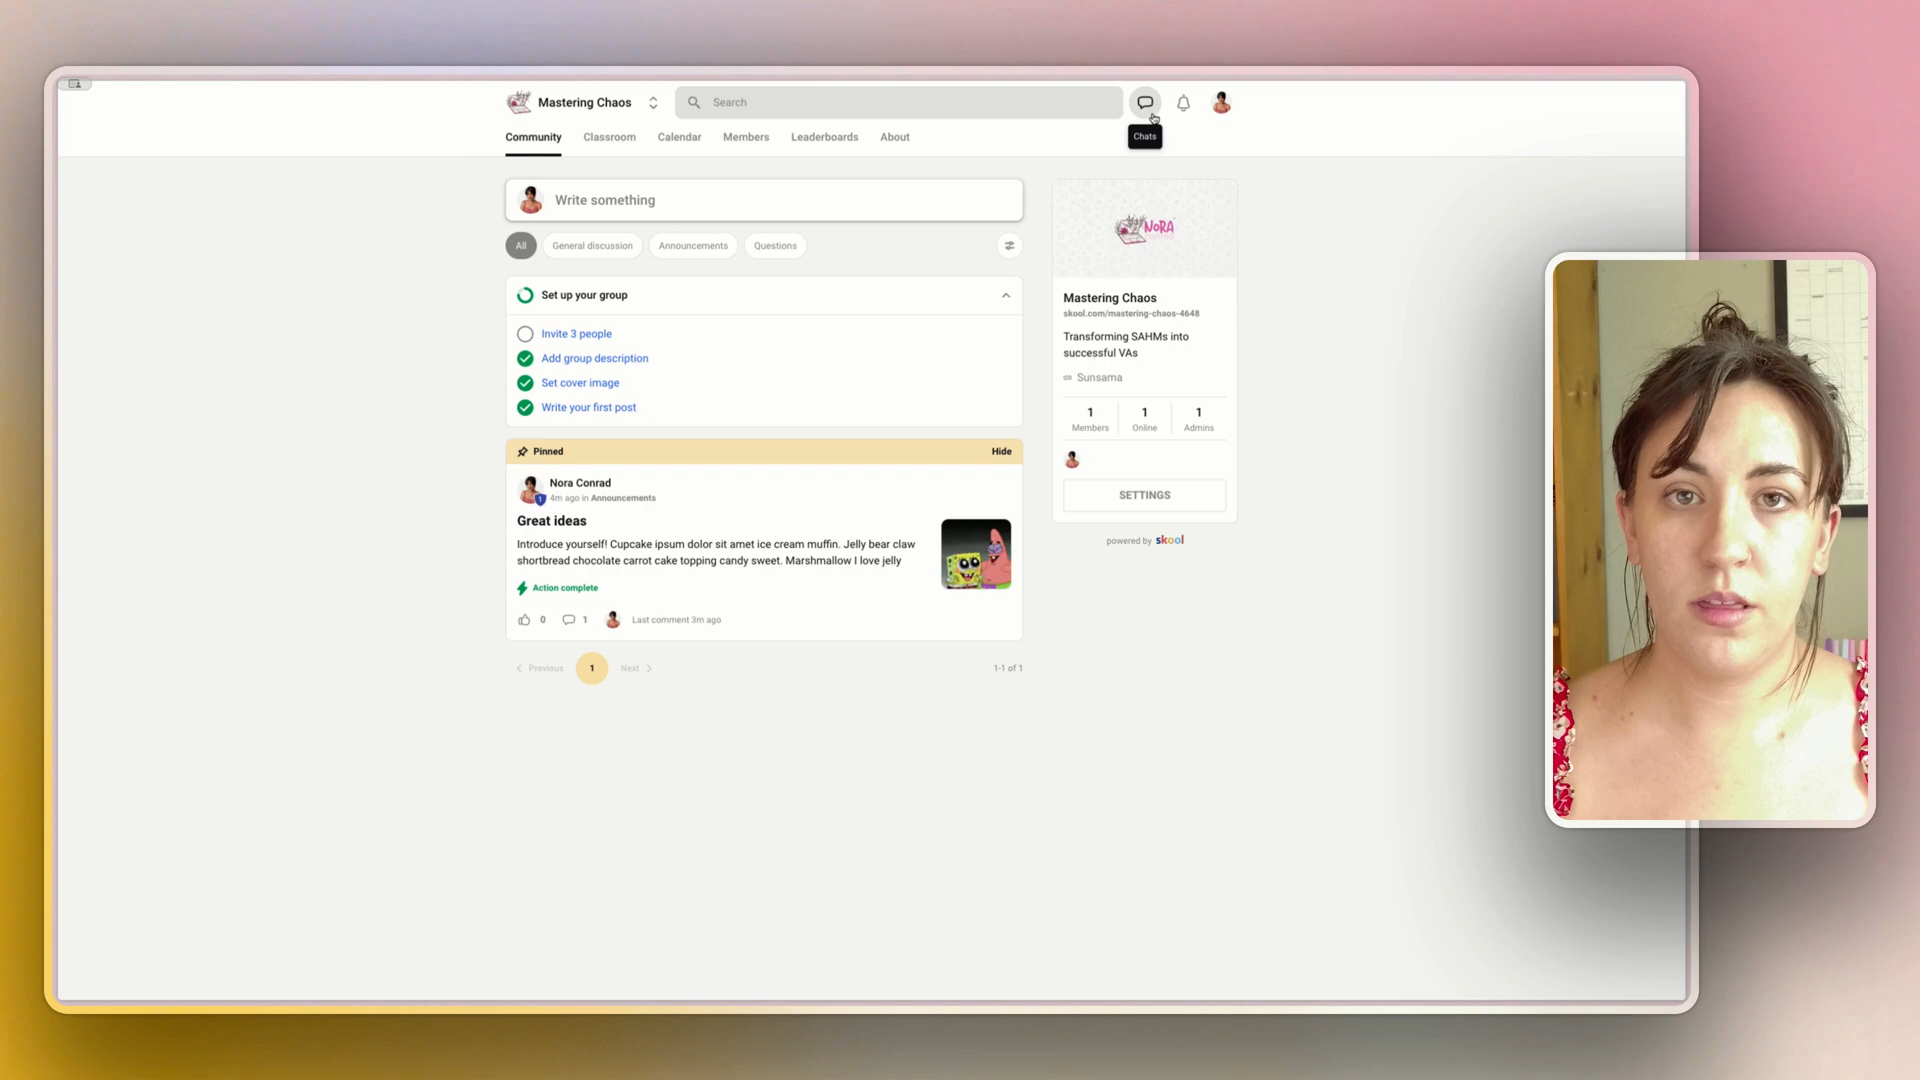 Mastering Chaos
Search
Community
Classroom
Calendar
Members
Leaderboards
About
Chats
Write something
All
General discussion
Announcements
Questions
Set up your group
Invite 3 people
Add group description
Set cover image
Write your first post
Pinned
Hide
Nora Conrad
1
4m ago in Announcements
Great ideas
Introduce yourself! Cupcake ipsum dolor sit amet ice cream muffin. Jelly bear claw
shortbread chocolate carrot cake topping candy sweet. Marshmallow I love jelly
Action complete
0
1
Last comment 3m ago
Previous
1
Next
1-1 of 1
NORA
Mastering Chaos
skool.com/mastering-chaos-4648
Transforming SAHMs into
successful VAs
Sunsama
1 1 1
Members Online Admins
SETTINGS
powered by skool